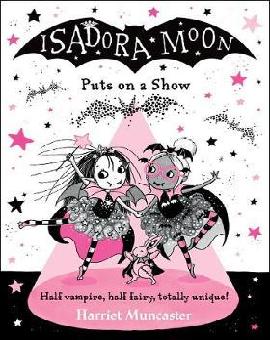 ISADORA MOON
Puts on a Show
Half vampire, half fairy, totally unique!
Harriet Muncaster